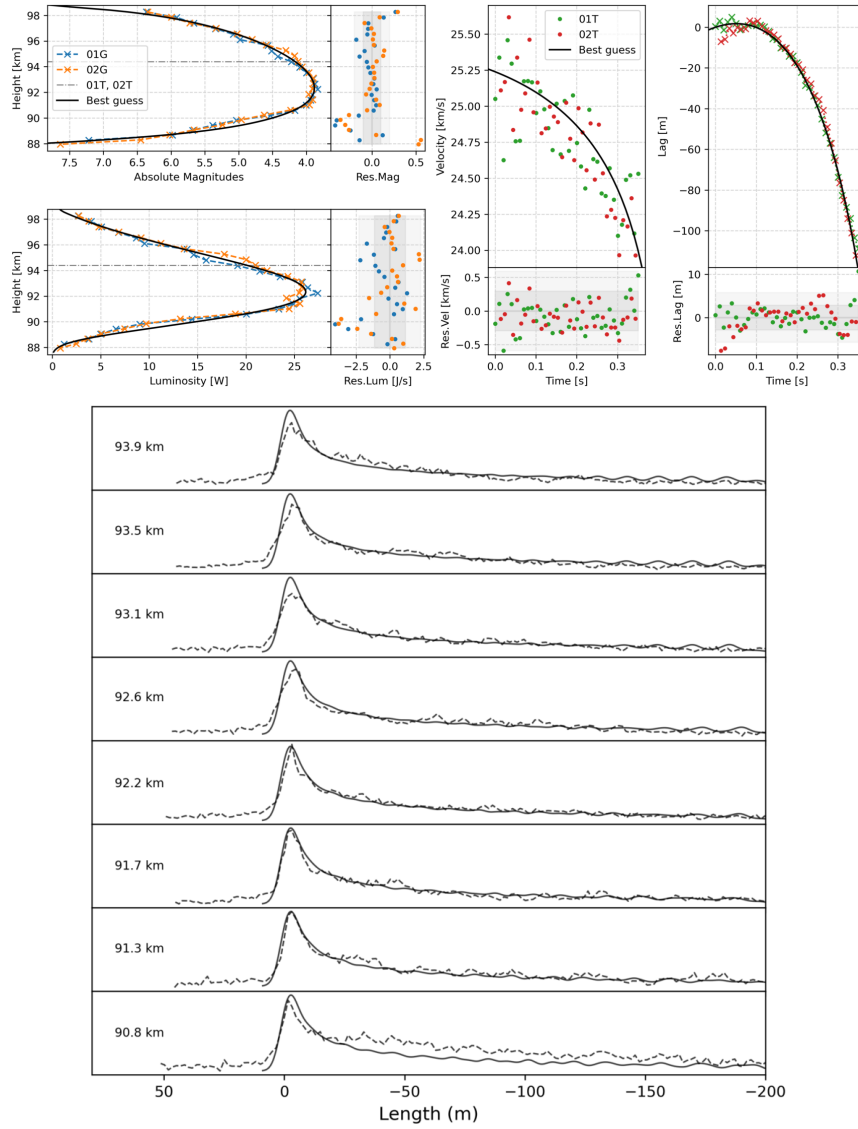 98
96
94
92
90
88
Height [km]
01G
02G
01T, 02T
Best guess
7.5 7.0 6.5 6.0 5.5 5.0 4.5 4.0
Absolute Magnitudes
0.0 0.5
Res.Mag
98
96
94
92
90
88
Height [km]
0 5 10 15 20 25
Luminosity [W]
−2.5 0.0 2.5
Res.Lum [J/s]
25.50
25.25
25.00
24.75
24.50
24.25
24.00
Velocity [km/s]
01T
02T
Best guess
0.5
0.0
−0.5
Res.Vel [km/s]
0.0 0.1 0.2 0.3
Time [s]
0
−20
−40
−60
−80
−100
Lag [m]
10
0
Res.Lag [m]
0.0 0.1 0.2 0.3
Time [s]
93.9 km
93.5 km
93.1 km
92.6 km
92.2 km
91.7 km
91.3 km
90.8 km
50 0 −50 −100 −150 −200
Length (m)